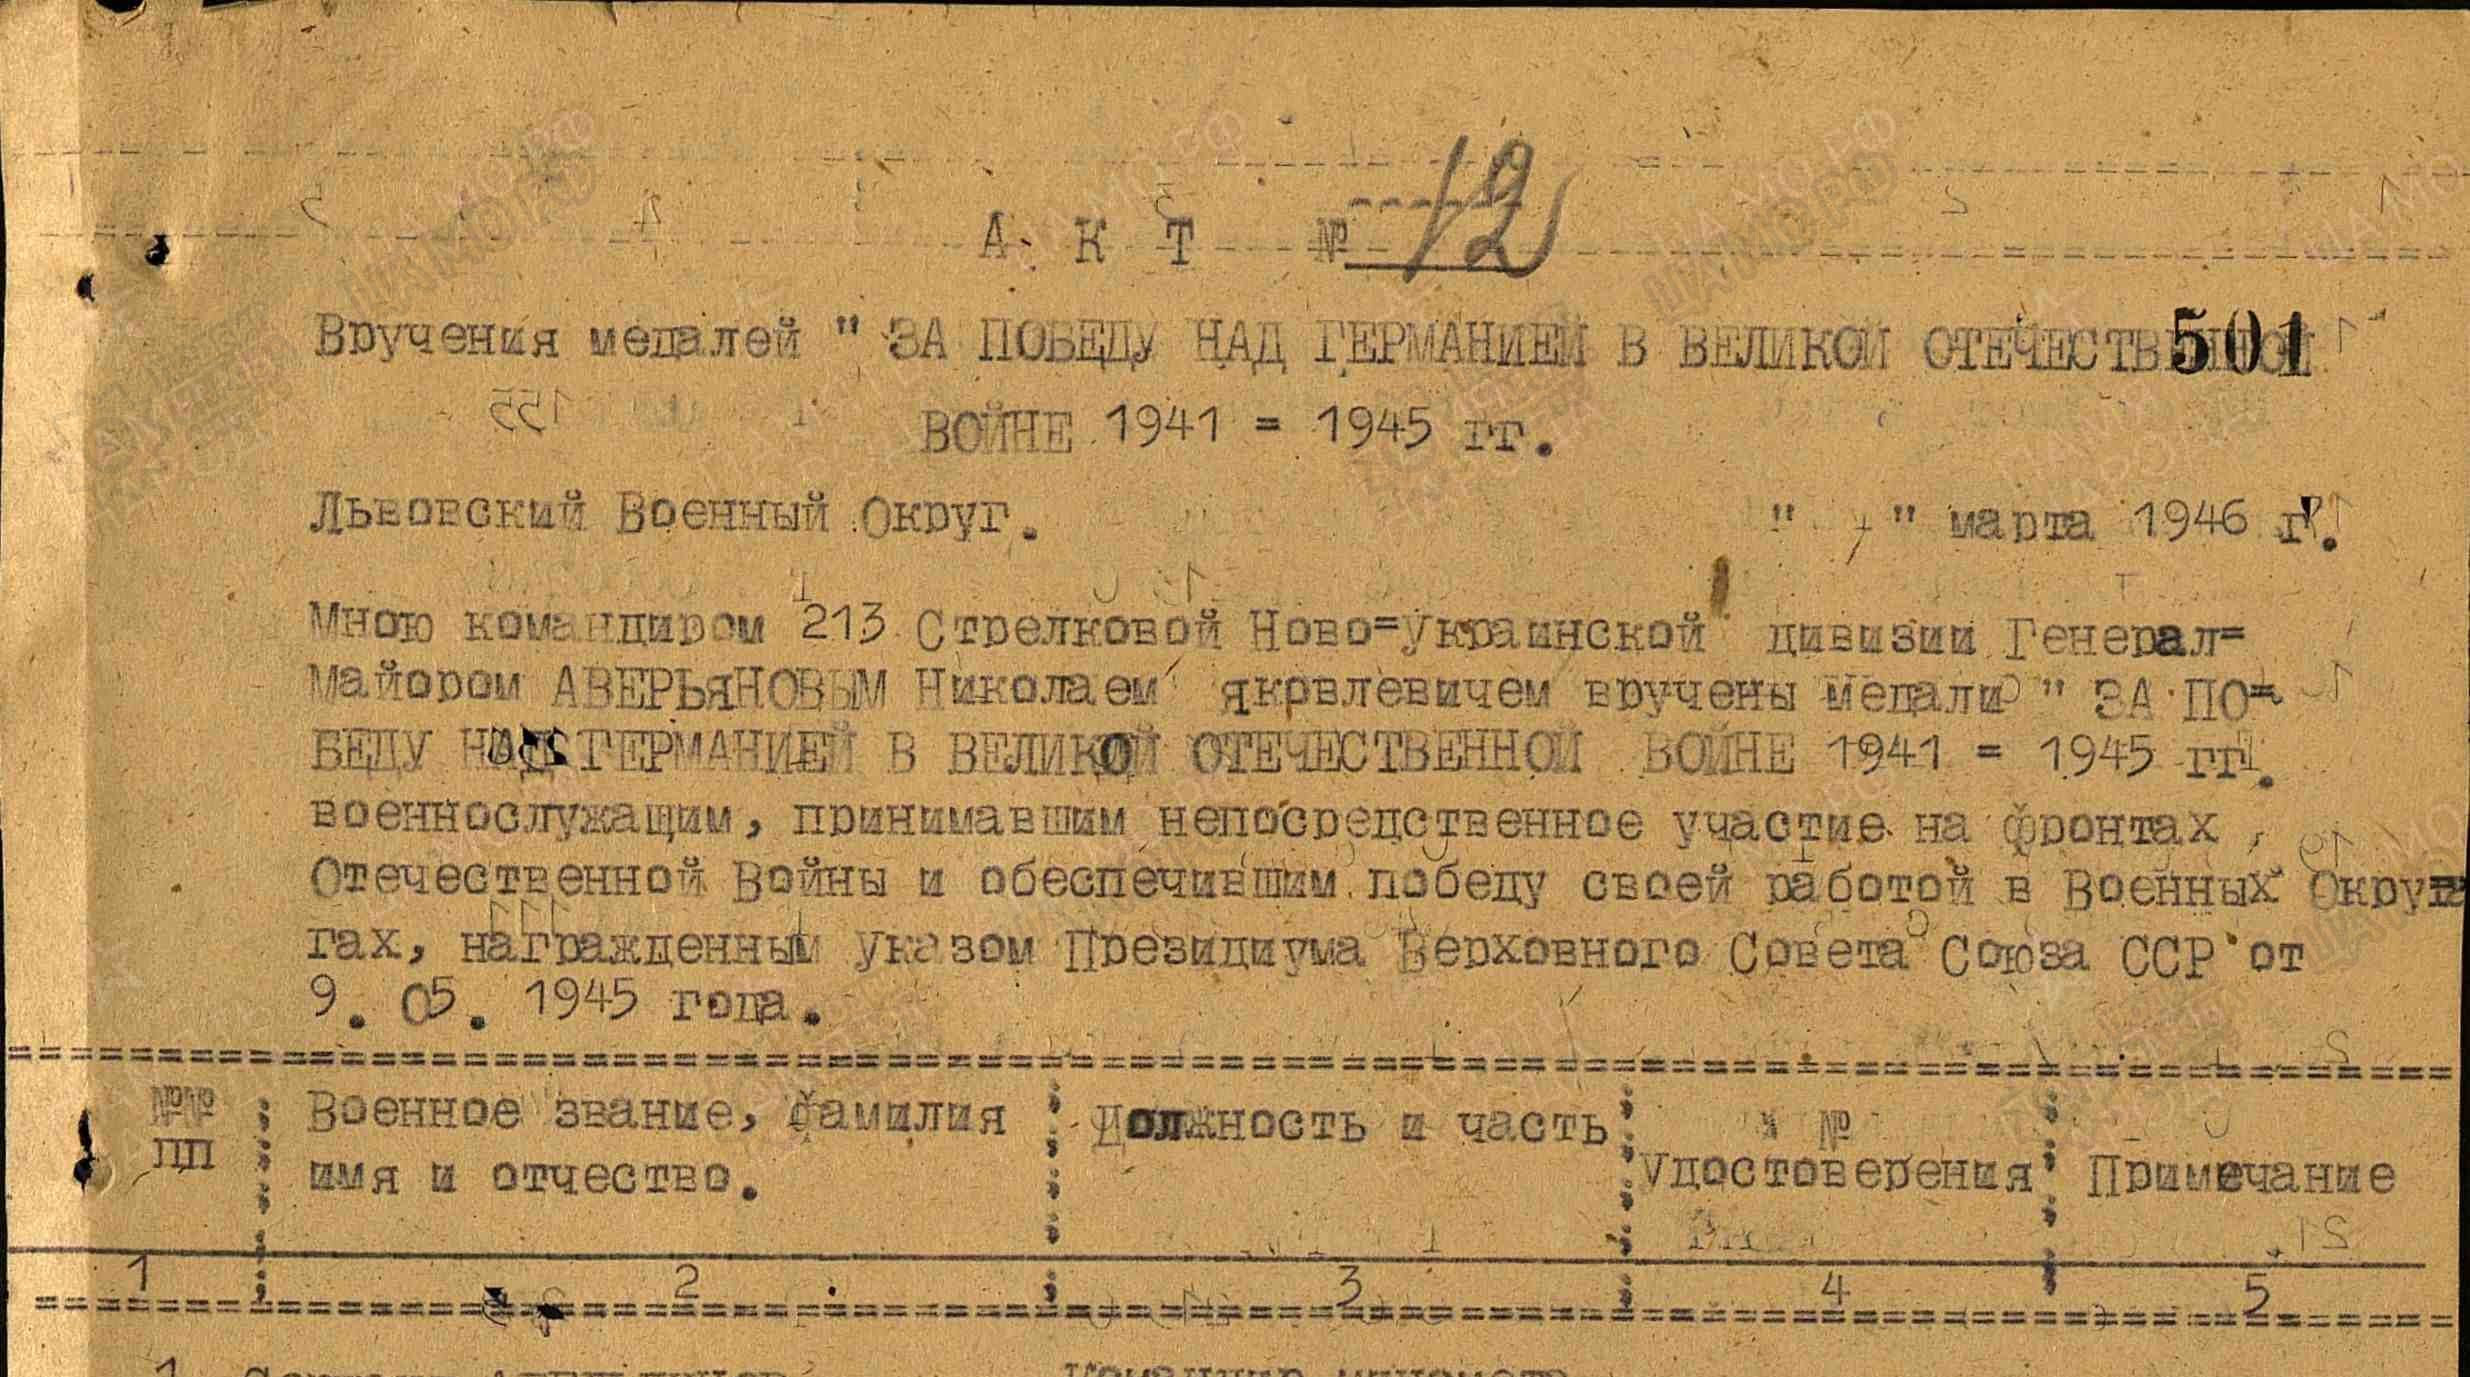 А К Т № 12
Вручения медалей " ЗА ПОБЕДУ НАД ГЕРМАНИЕЙ В ВЕЛИКОЙ ОТЕЧЕСТВЕННОЙ
501
ВОЙНЕ 1941 = 1945 гг.
Львовский Военный Округ.
" " марта 1946 г.
Мною командиром 213 Стрелковой Ново=Украинской дивизии Генерал=
Майором АВЕРЬЯНОВЫМ Николаем Яковлевичем вручены медали " ЗА ПО=
БЕДУ НАД ГЕРМАНИЕЙ В ВЕЛИКОЙ ОТЕЧЕСТВЕННОЙ ВОЙНЕ 1941 = 1945 гг.
военнослужащим, принимавшим непосредственное участие на фронтах
Отечественной Войны и обеспечившим победу своей работой в Военных Округа
гах, награжденным указом Президиума Верховного Совета Союза ССР от
9. 05. 1945 года.
№№ пп
Военное звание, фамилия
имя и отчество.
Должность и часть
№
Удостоверения
Примечание
1 2 3 4 5